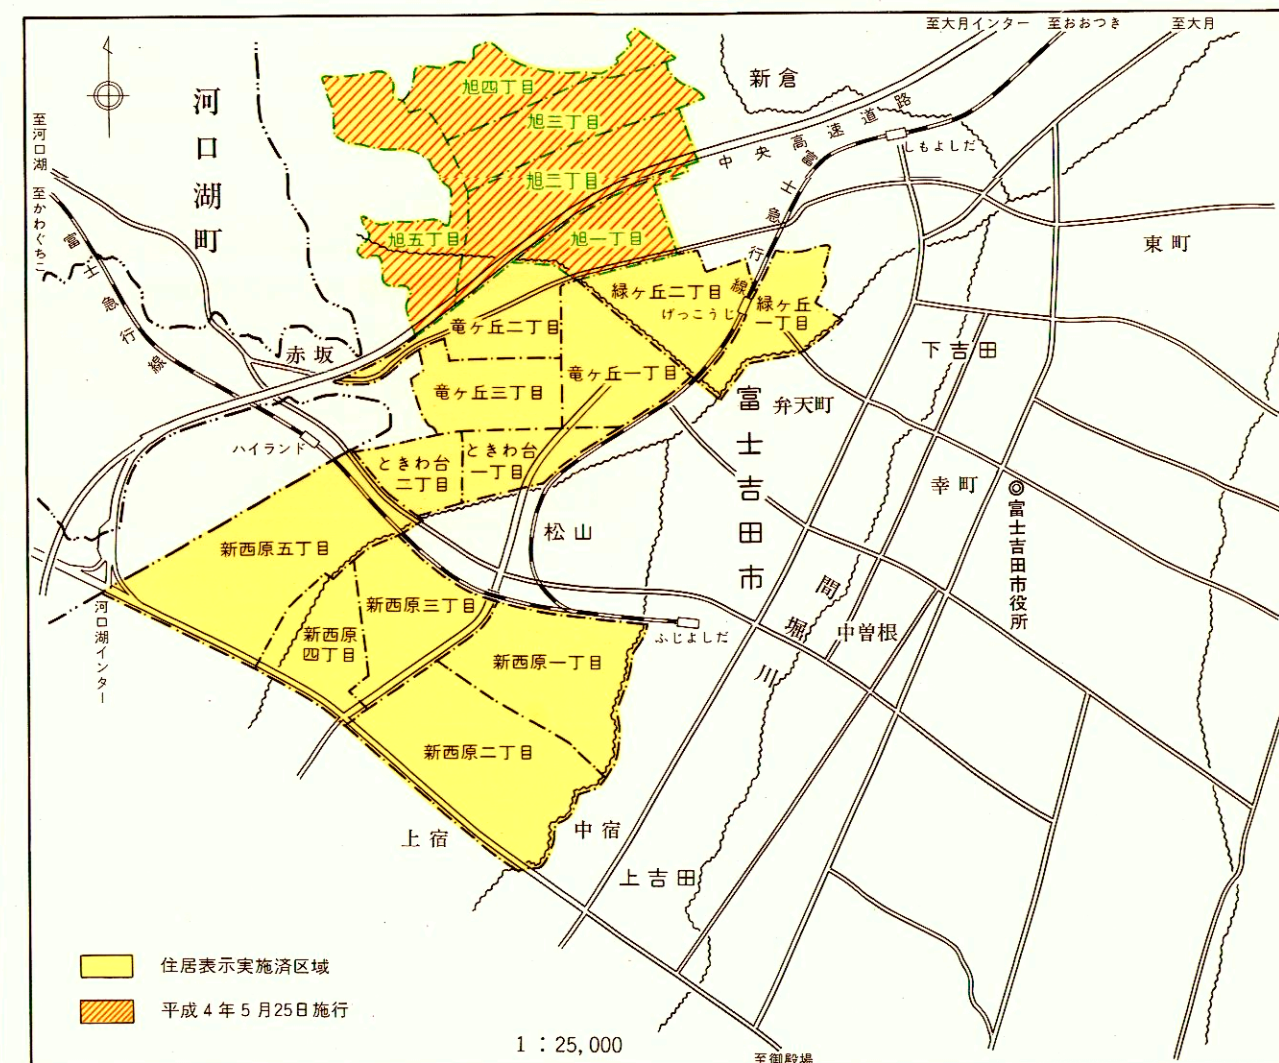 至大月インター
至おおつき
至大月
新倉
河口湖町
至河口湖
至かわぐちこ
旭四丁目
旭三丁目
旭二丁目
旭五丁目
旭一丁目
中央高速道路
しもよしだ
富士急行線
東町
富士急行線
緑ヶ丘二丁目
げっこうじ
緑ヶ丘
一丁目
竜ヶ丘二丁目
赤坂
下吉田
竜ヶ丘一丁目
竜ヶ丘三丁目
富士吉田市
弁天町
ハイランド
ときわ台
二丁目
ときわ台
一丁目
幸町
富士吉田市役所
松山
新西原五丁目
間堀川
新西原三丁目
河口湖インター
新西原
四丁目
ふじよしだ
中曽根
新西原一丁目
新西原二丁目
上宿
中宿
上吉田
住居表示実施済区域
平成4年5月25日施行
1：25,000
至御殿場